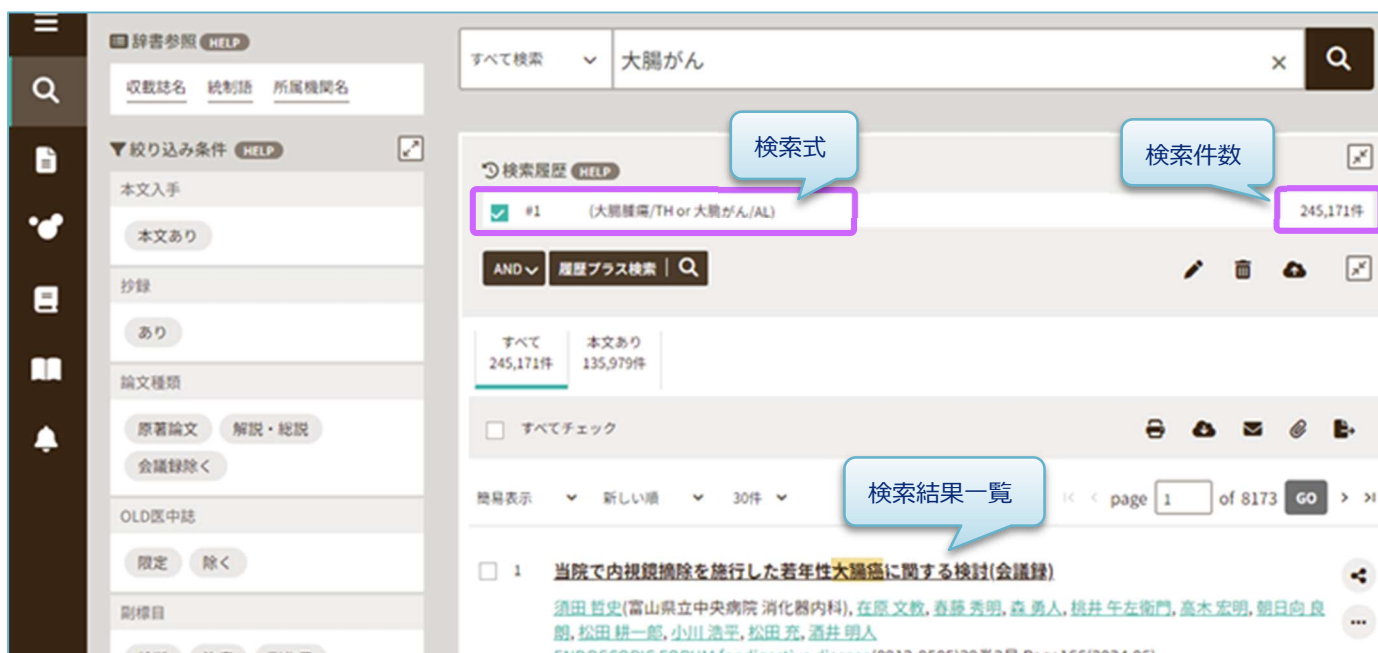 辞書参照 HELP
収載誌名 統制語 所属機関名
絞り込み条件 HELP
本文入手
本文あり
抄録
あり
論文種類
原著論文 解説・総説
会議録除く
OLD医中誌
限定 除く
副標目
すべて検索 大腸がん ×
検索式
検索件数
検索履歴 HELP
#1 (大腸腫瘍/TH or 大腸がん/AL) 245,171件
AND 履歴プラス検索
すべて 本文あり
245,171件 135,979件
すべてチェック
検索結果一覧
簡易表示 新しい順 30件 page 1 of 8173 GO
1 当院で内視鏡摘除を施行した若年性大腸癌に関する検討(会議録)
須田 哲史(富山県立中央病院 消化器内科), 在原 文教, 春藤 秀明, 森 勇人, 桃井 午左衛門, 高木 宏明, 朝日向 良
朗, 松田 耕一郎, 小川 浩平, 松田 充, 酒井 明人